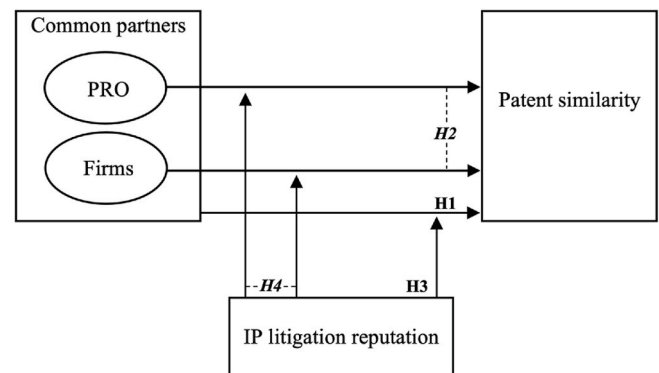 Common partners
PRO
Patent similarity
H2
Firms
H1
H4
H3
IP litigation reputation